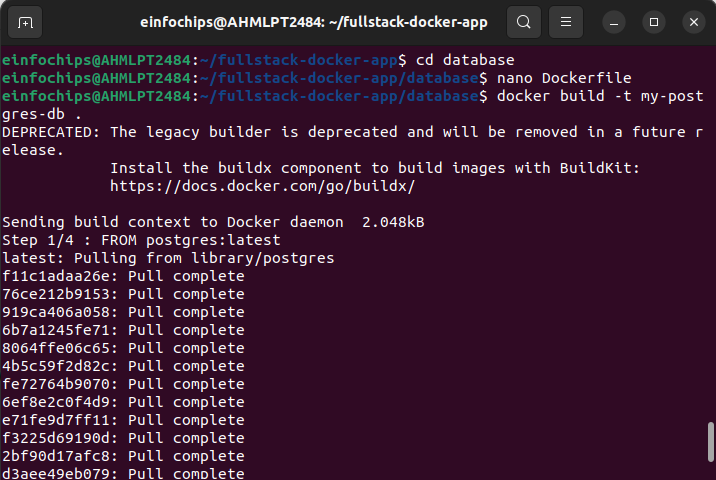 einfochips@AHMLPT2484: ~/fullstack-docker-app
einfochips@AHMLPT2484:~/fullstack-docker-app$ cd database
einfochips@AHMLPT2484:~/fullstack-docker-app/database$ nano Dockerfile
einfochips@AHMLPT2484:~/fullstack-docker-app/database$ docker build -t my-post
gres-db .
DEPRECATED: The legacy builder is deprecated and will be removed in a future r
elease.
Install the buildx component to build images with BuildKit:
https://docs.docker.com/go/buildx/
Sending build context to Docker daemon  2.048kB
Step 1/4 : FROM postgres:latest
latest: Pulling from library/postgres
f11c1adaa26e: Pull complete
76ce212b9153: Pull complete
919ca406a058: Pull complete
6b7a1245fe71: Pull complete
8064ffe06c65: Pull complete
4b5c59f2d82c: Pull complete
fe72764b9070: Pull complete
6ef8e2c0f4d9: Pull complete
e71fe9d7ff11: Pull complete
f3225d69190d: Pull complete
2bf90d17afc8: Pull complete
d3aee49eb079: Pull complete